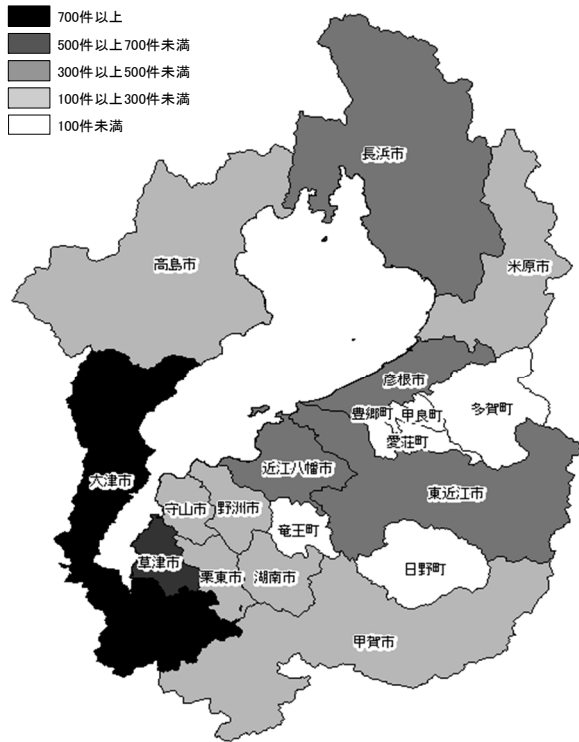 700件以上
500件以上700件未満
300件以上500件未満
100件以上300件未満
100件未満
長浜市
高島市
米原市
彦根市
豊郷町
甲良町
多賀町
愛荘町
近江八幡市
東近江市
大津市
守山市
野洲市
竜王町
草津市
栗東市
湖南市
日野町
甲賀市